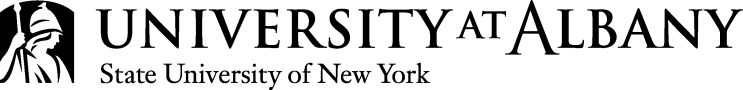 UNIVERSITY AT ALBANY
State University of New York